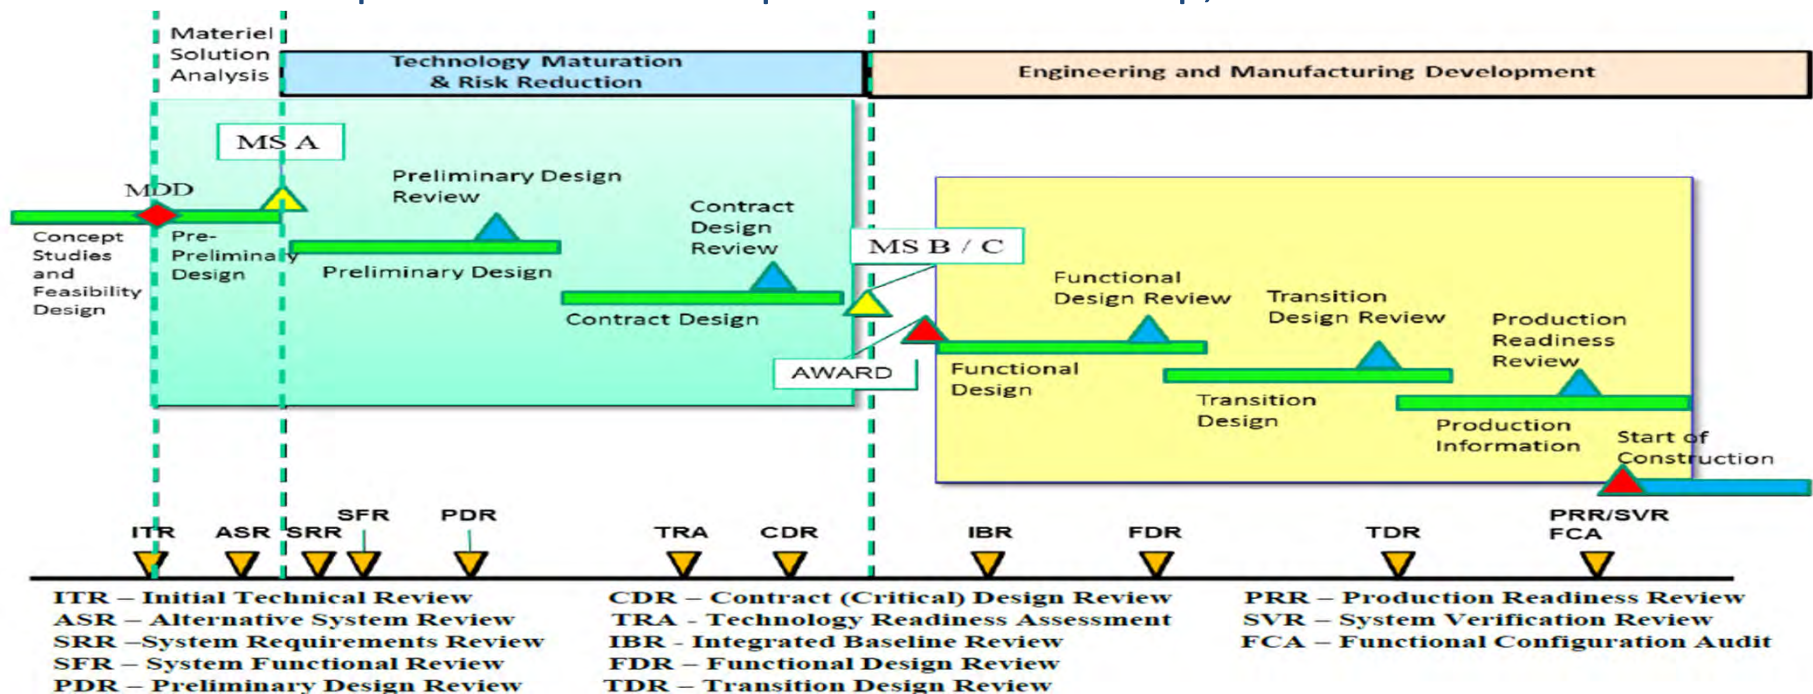 Materiel
Solution
Analysis
Technology Maturation
& Risk Reduction
Engineering and Manufacturing Development
MS A
MDD
Preliminary Design
Review
Contract
Design
Review
MS B / C
Concept
Studies
and
Feasibility
Design
Pre-
Preliminary
Design
Preliminary Design
Contract Design
AWARD
Functional
Design Review
Transition
Design Review
Production
Readiness
Review
Functional
Design
Transition
Design
Production
Information
Start of
Construction
ITR
ASR
SRR
SFR
PDR
TRA
CDR
IBR
FDR
TDR
PRR/SVR
FCA
ITR – Initial Technical Review
ASR – Alternative System Review
SRR –System Requirements Review
SFR – System Functional Review
PDR – Preliminary Design Review
CDR – Contract (Critical) Design Review
TRA - Technology Readiness Assessment
IBR - Integrated Baseline Review
FDR – Functional Design Review
TDR – Transition Design Review
PRR – Production Readiness Review
SVR – System Verification Review
FCA – Functional Configuration Audit